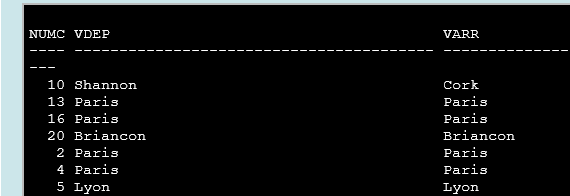 NUMC VDEP VARR
---- ---------------------------------------- --------------
---
10 Shannon Cork
13 Paris Paris
16 Paris Paris
20 Briancon Briancon
2 Paris Paris
4 Paris Paris
5 Lyon Lyon